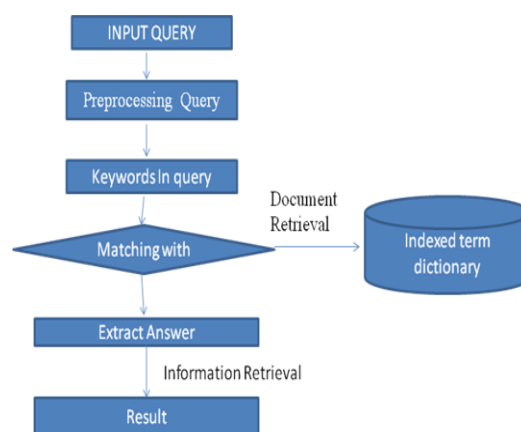 INPUT QUERY
Preprocessing Query
Keywords In query
Document
Retrieval
Matching with
Indexed term
dictionary
Extract Answer
Information Retrieval
Result